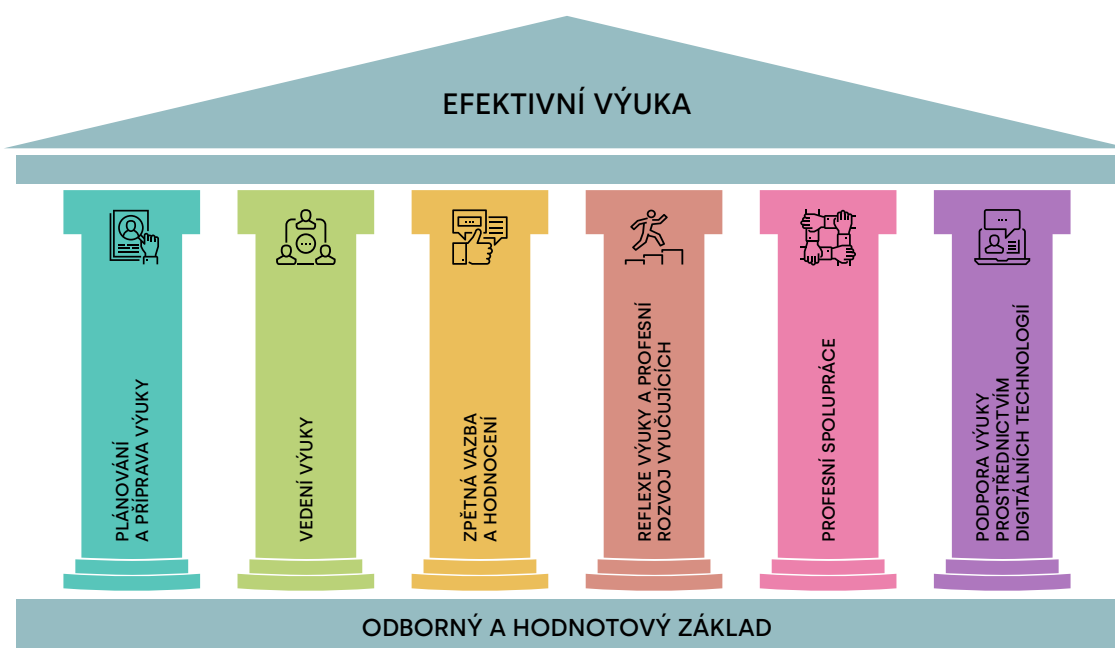 EFEKTIVNÍ VÝUKA
PLÁNOVÁNÍ
A PŘÍPRAVA VÝUKY
VEDENÍ VÝUKY
ZPĚTNÁ VAZBA
A HODNOCENÍ
REFLEXE VÝUKY A PROFESNÍ
ROZVOJ VYUČUJÍCÍCH
PROFESNÍ SPOLUPRÁCE
PODPORA VÝUKY
PROSTŘEDNICTVÍM
DIGITÁLNÍCH TECHNOLOGIÍ
ODBORNÝ A HODNOTOVÝ ZÁKLAD